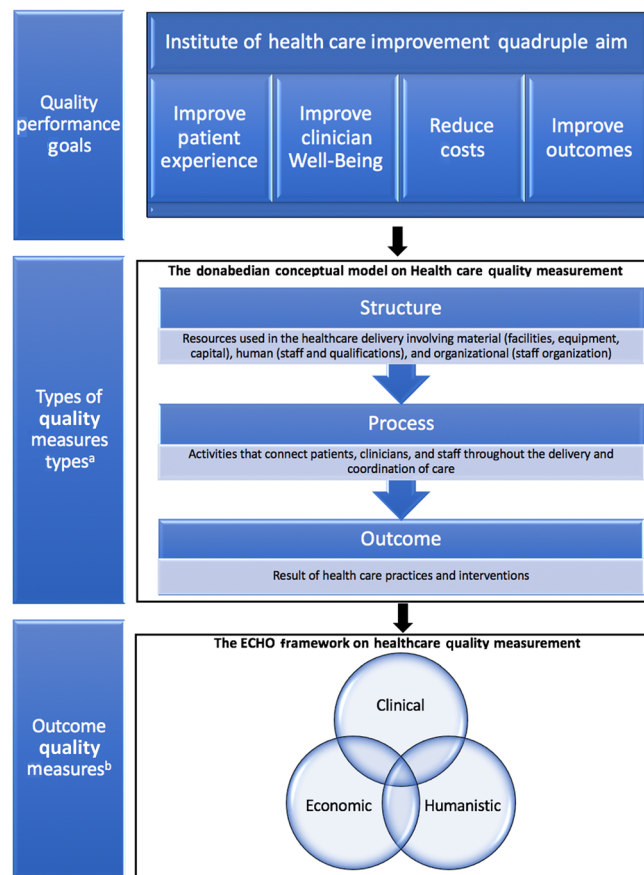 Quality
performance
goals
Institute of health care improvement quadruple aim
Improve
patient
experience
Improve
clinician
Well-Being
Reduce
costs
Improve
outcomes
Types of
quality
measures
typesᵃ
The donabedian conceptual model on Health care quality measurement
Structure
Resources used in the healthcare delivery involving material (facilities, equipment,
capital), human (staff and qualifications), and organizational (staff organization)
Process
Activities that connect patients, clinicians, and staff throughout the delivery and
coordination of care
Outcome
Result of health care practices and interventions
Outcome
quality
measuresᵇ
The ECHO framework on healthcare quality measurement
Clinical
Economic
Humanistic